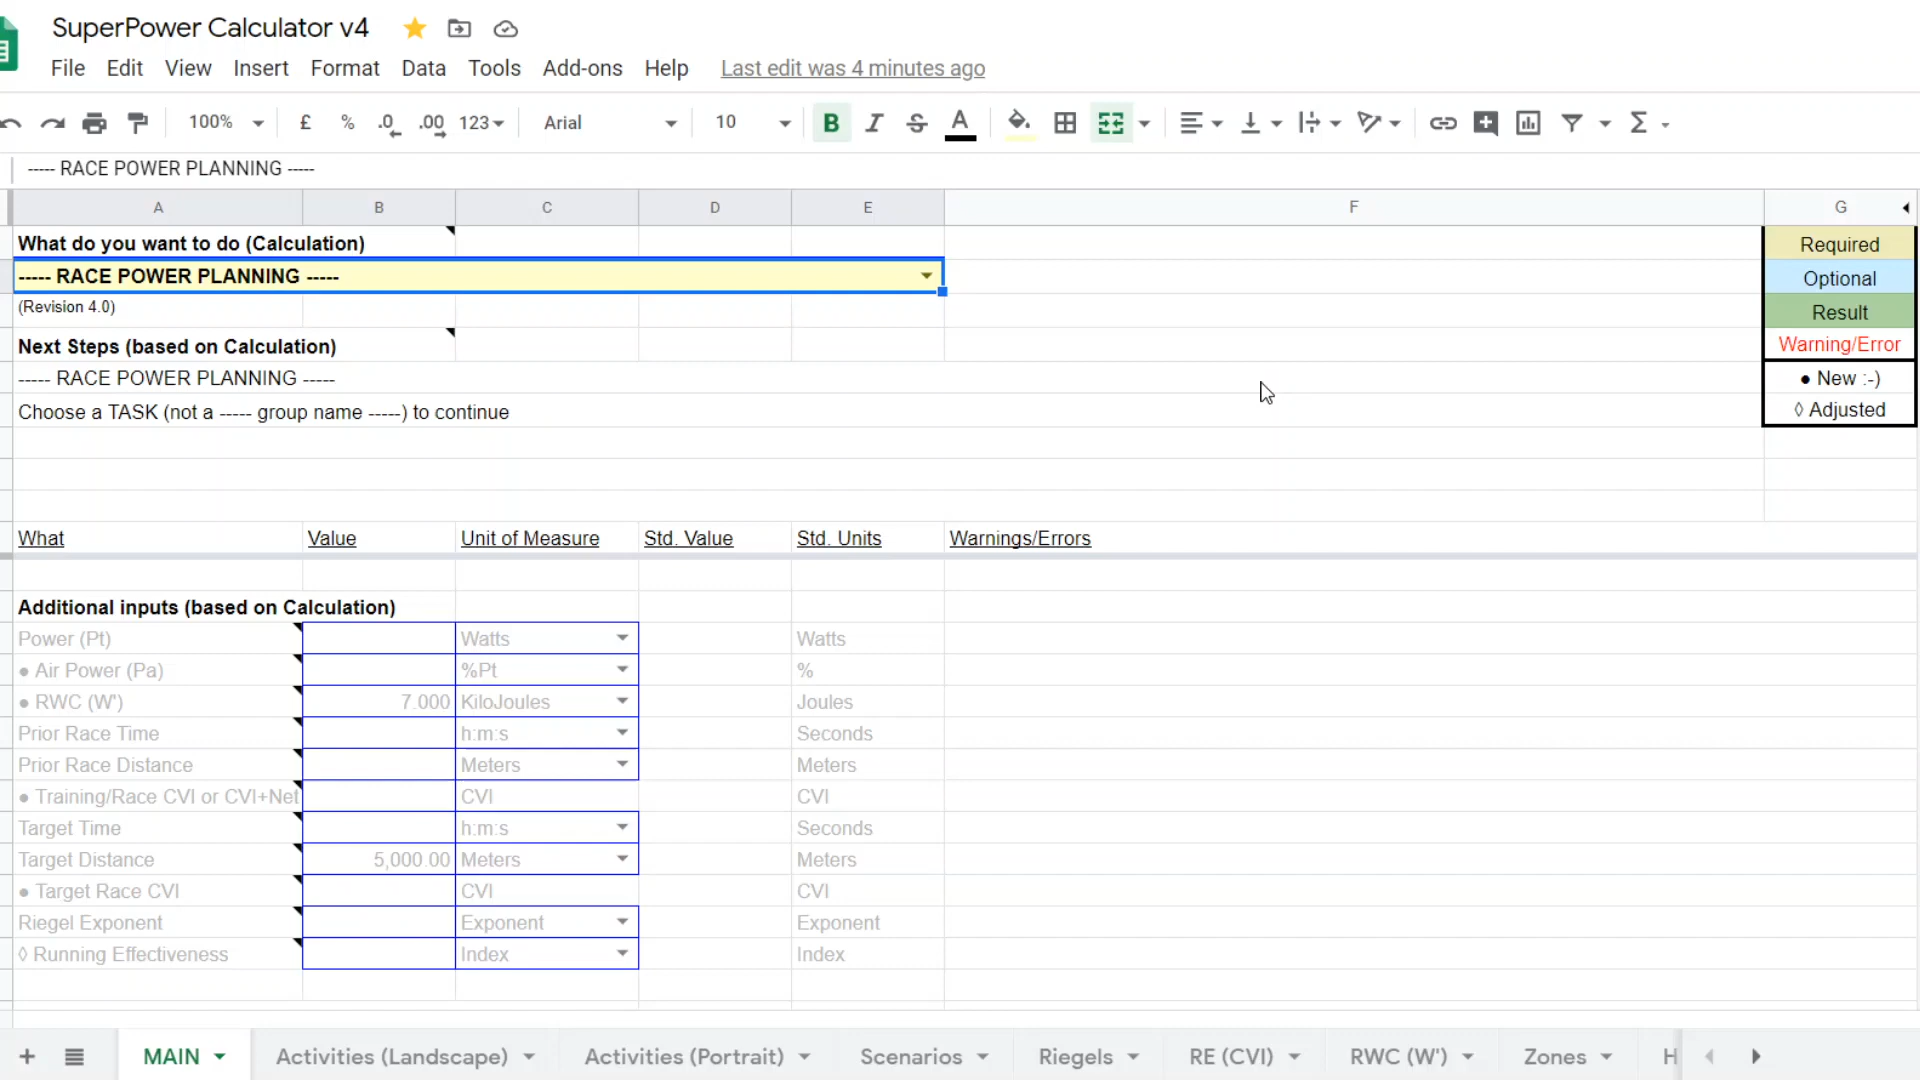 SuperPower Calculator v4
File Edit View Insert Format Data Tools Add-ons Help Last edit was 4 minutes ago
100% £ % .0 .00 123 Arial 10 B I S A Σ
----- RACE POWER PLANNING -----
A B C D E F G
What do you want to do (Calculation) Required
----- RACE POWER PLANNING ----- Optional
(Revision 4.0) Result
Next Steps (based on Calculation) Warning/Error
----- RACE POWER PLANNING ----- ● New :-)
Choose a TASK (not a ----- group name -----) to continue ◊ Adjusted
What Value Unit of Measure Std. Value Std. Units Warnings/Errors
Additional inputs (based on Calculation)
Power (Pt) Watts Watts
● Air Power (Pa) %Pt %
● RWC (W') 7.000 KiloJoules Joules
Prior Race Time h:m:s Seconds
Prior Race Distance Meters Meters
● Training/Race CVI or CVI+Net CVI CVI
Target Time h:m:s Seconds
Target Distance 5,000.00 Meters Meters
● Target Race CVI CVI CVI
Riegel Exponent Exponent Exponent
◊ Running Effectiveness Index Index
MAIN Activities (Landscape) Activities (Portrait) Scenarios Riegels RE (CVI) RWC (W') Zones H